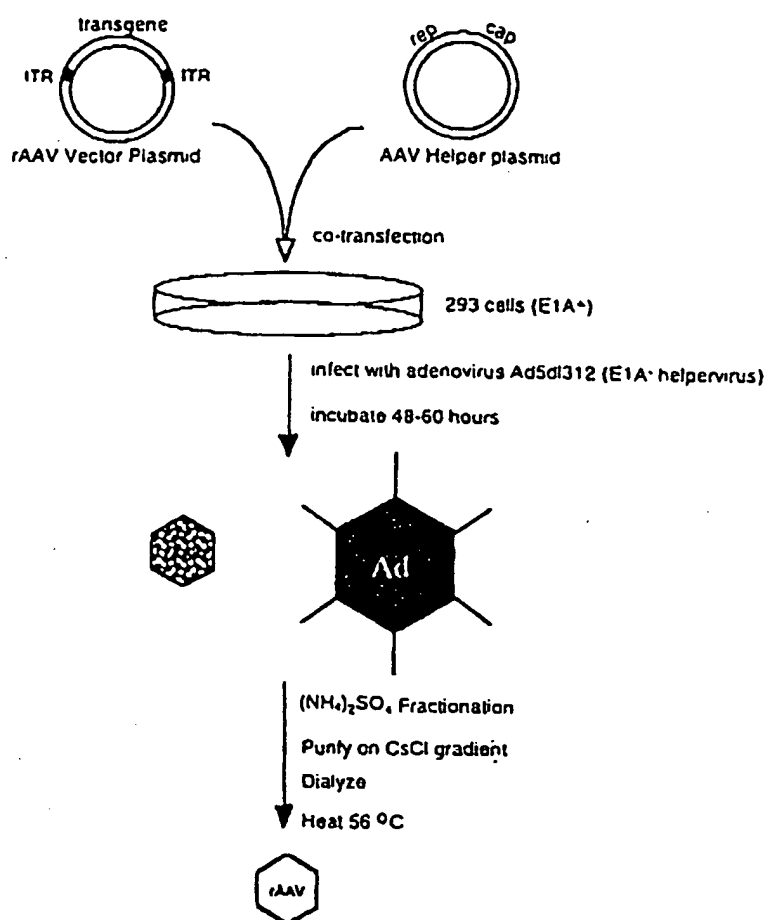 transgene
ITR
ITR
rAAV Vector Plasmid
rep
cap
AAV Helper plasmid
co-transfection
293 cells (E1A+)
infect with adenovirus Ad5dl312 (E1A- helpervirus)
incubate 48-60 hours
Ad
(NH₄)₂SO₄ Fractionation
Purify on CsCl gradient
Dialyze
Heat 56 °C
rAAV